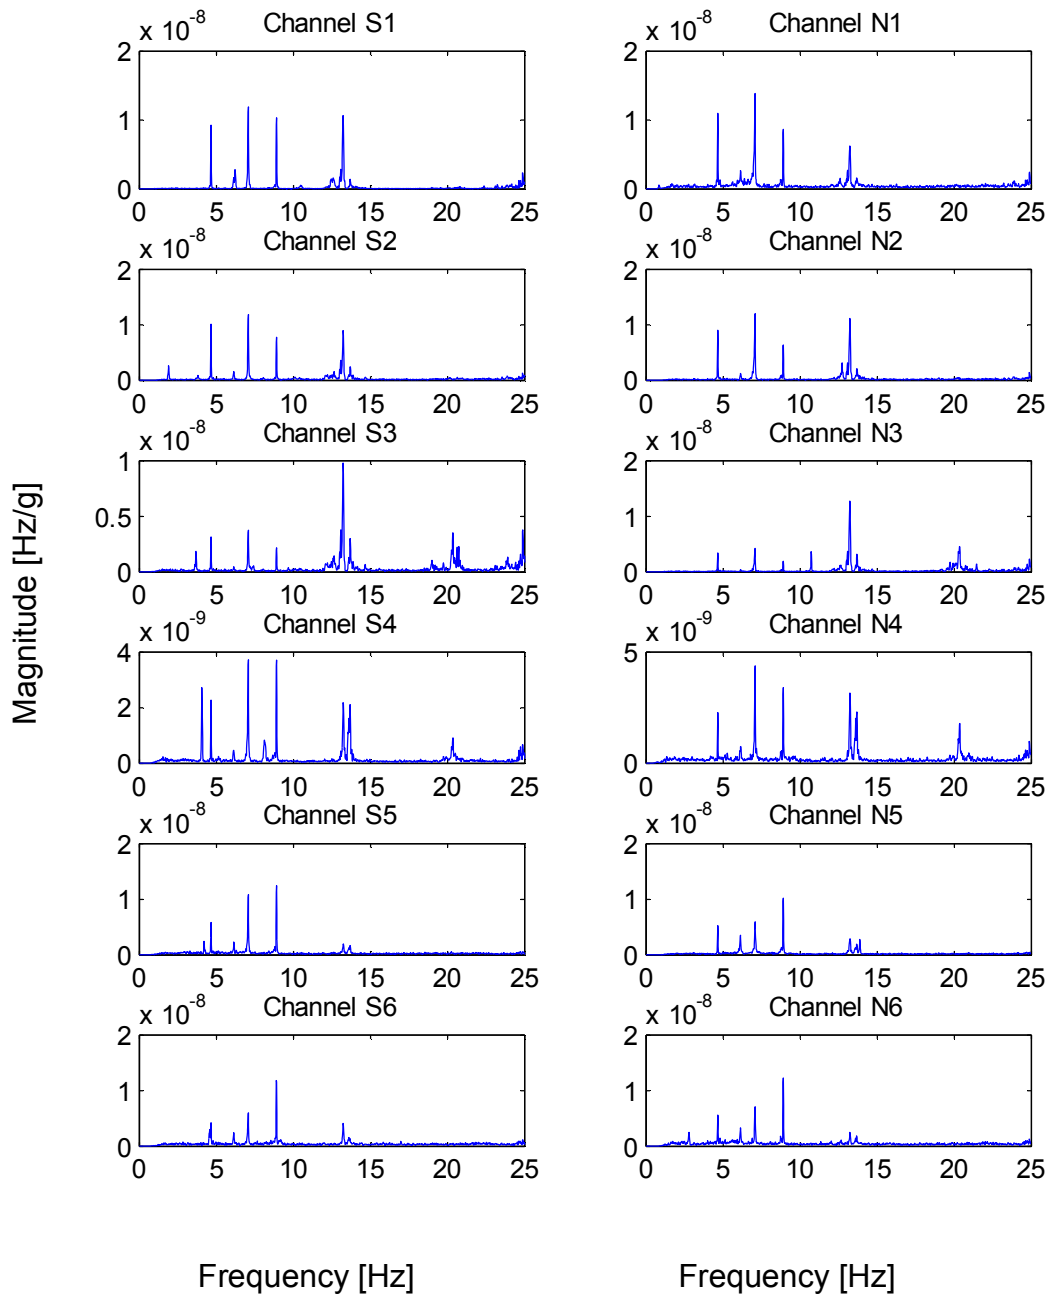 x 10-8 Channel S1
2
1
0
0 5 10 15 20 25
x 10-8 Channel N1
2
1
0
0 5 10 15 20 25
x 10-8 Channel S2
2
1
0
0 5 10 15 20 25
x 10-8 Channel N2
2
1
0
0 5 10 15 20 25
x 10-8 Channel S3
1
0.5
0
0 5 10 15 20 25
x 10-8 Channel N3
2
1
0
0 5 10 15 20 25
x 10-9 Channel S4
4
2
0
0 5 10 15 20 25
x 10-9 Channel N4
5
0
0 5 10 15 20 25
x 10-8 Channel S5
2
1
0
0 5 10 15 20 25
x 10-8 Channel N5
2
1
0
0 5 10 15 20 25
x 10-8 Channel S6
2
1
0
0 5 10 15 20 25
x 10-8 Channel N6
2
1
0
0 5 10 15 20 25
Magnitude [Hz/g]
Frequency [Hz]
Frequency [Hz]